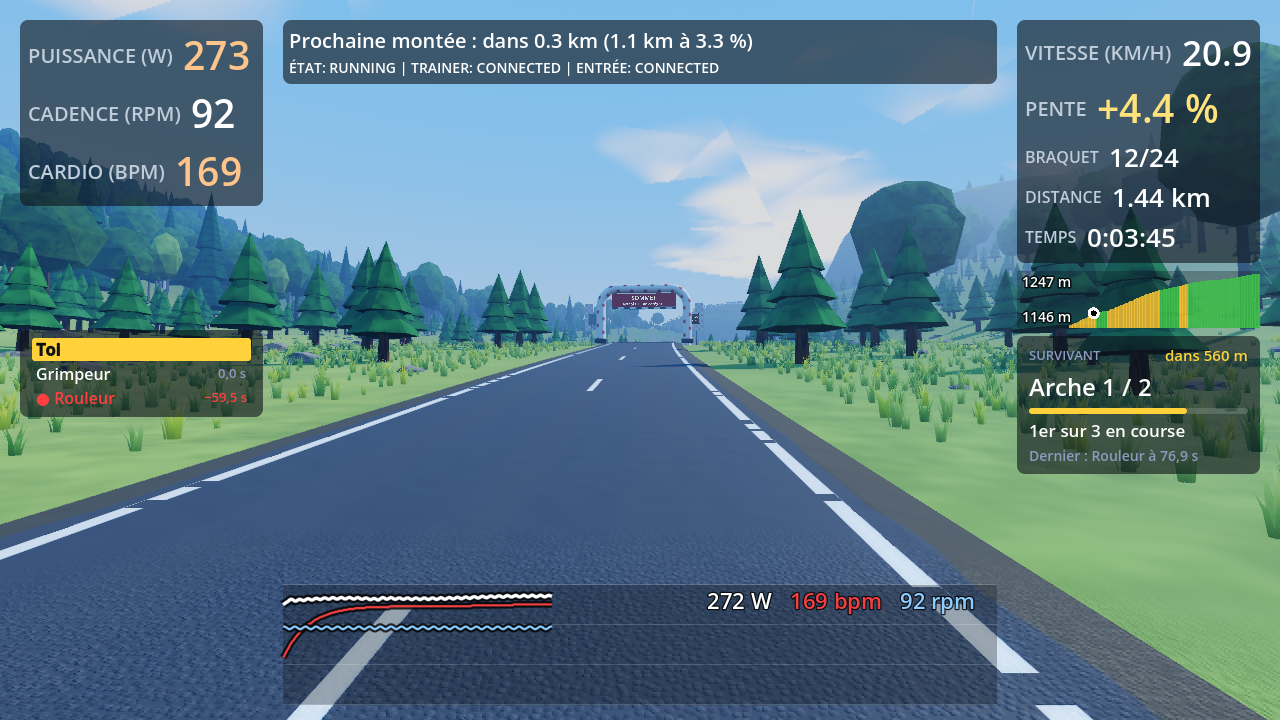 PUISSANCE (W) 273
CADENCE (RPM) 92
CARDIO (BPM) 169
Prochaine montée : dans 0.3 km (1.1 km à 3.3 %)
ÉTAT: RUNNING | TRAINER: CONNECTED | ENTRÉE: CONNECTED
VITESSE (KM/H) 20.9
PENTE +4.4 %
BRAQUET 12/24
DISTANCE 1.44 km
TEMPS 0:03:45
1247 m
1146 m
SURVIVANT dans 560 m
Arche 1 / 2
1er sur 3 en course
Dernier : Rouleur à 76,9 s
Toi
Grimpeur 0,0 s
Rouleur −59,5 s
SOMMET
272 W 169 bpm 92 rpm